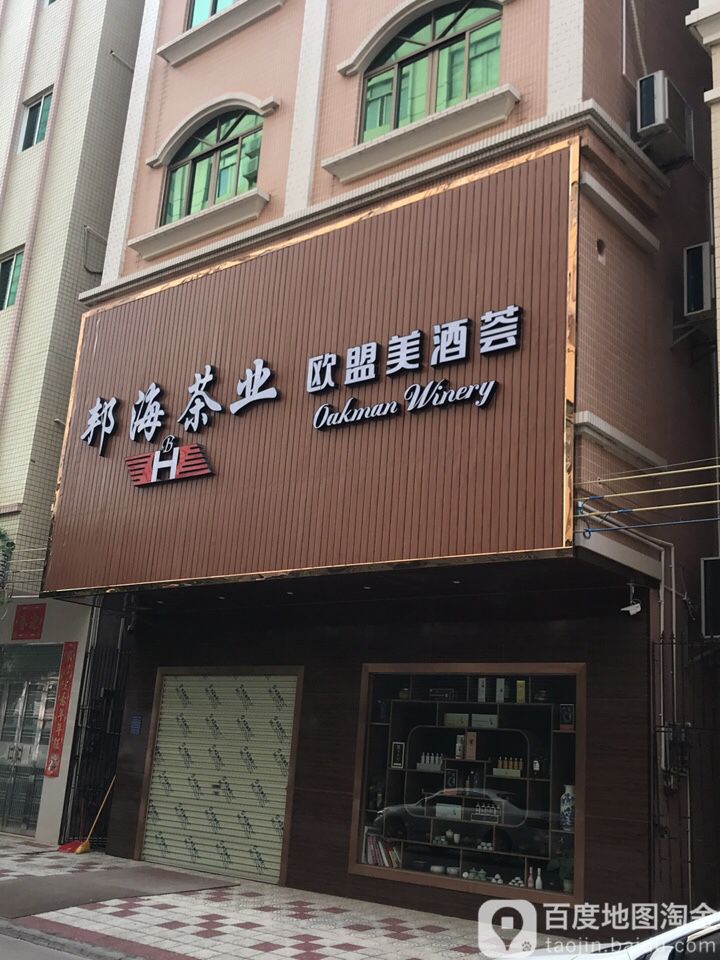 邦海茶业
BH
欧盟美酒荟
Oakman Winery
百度地图淘金
taojin.baidu.com